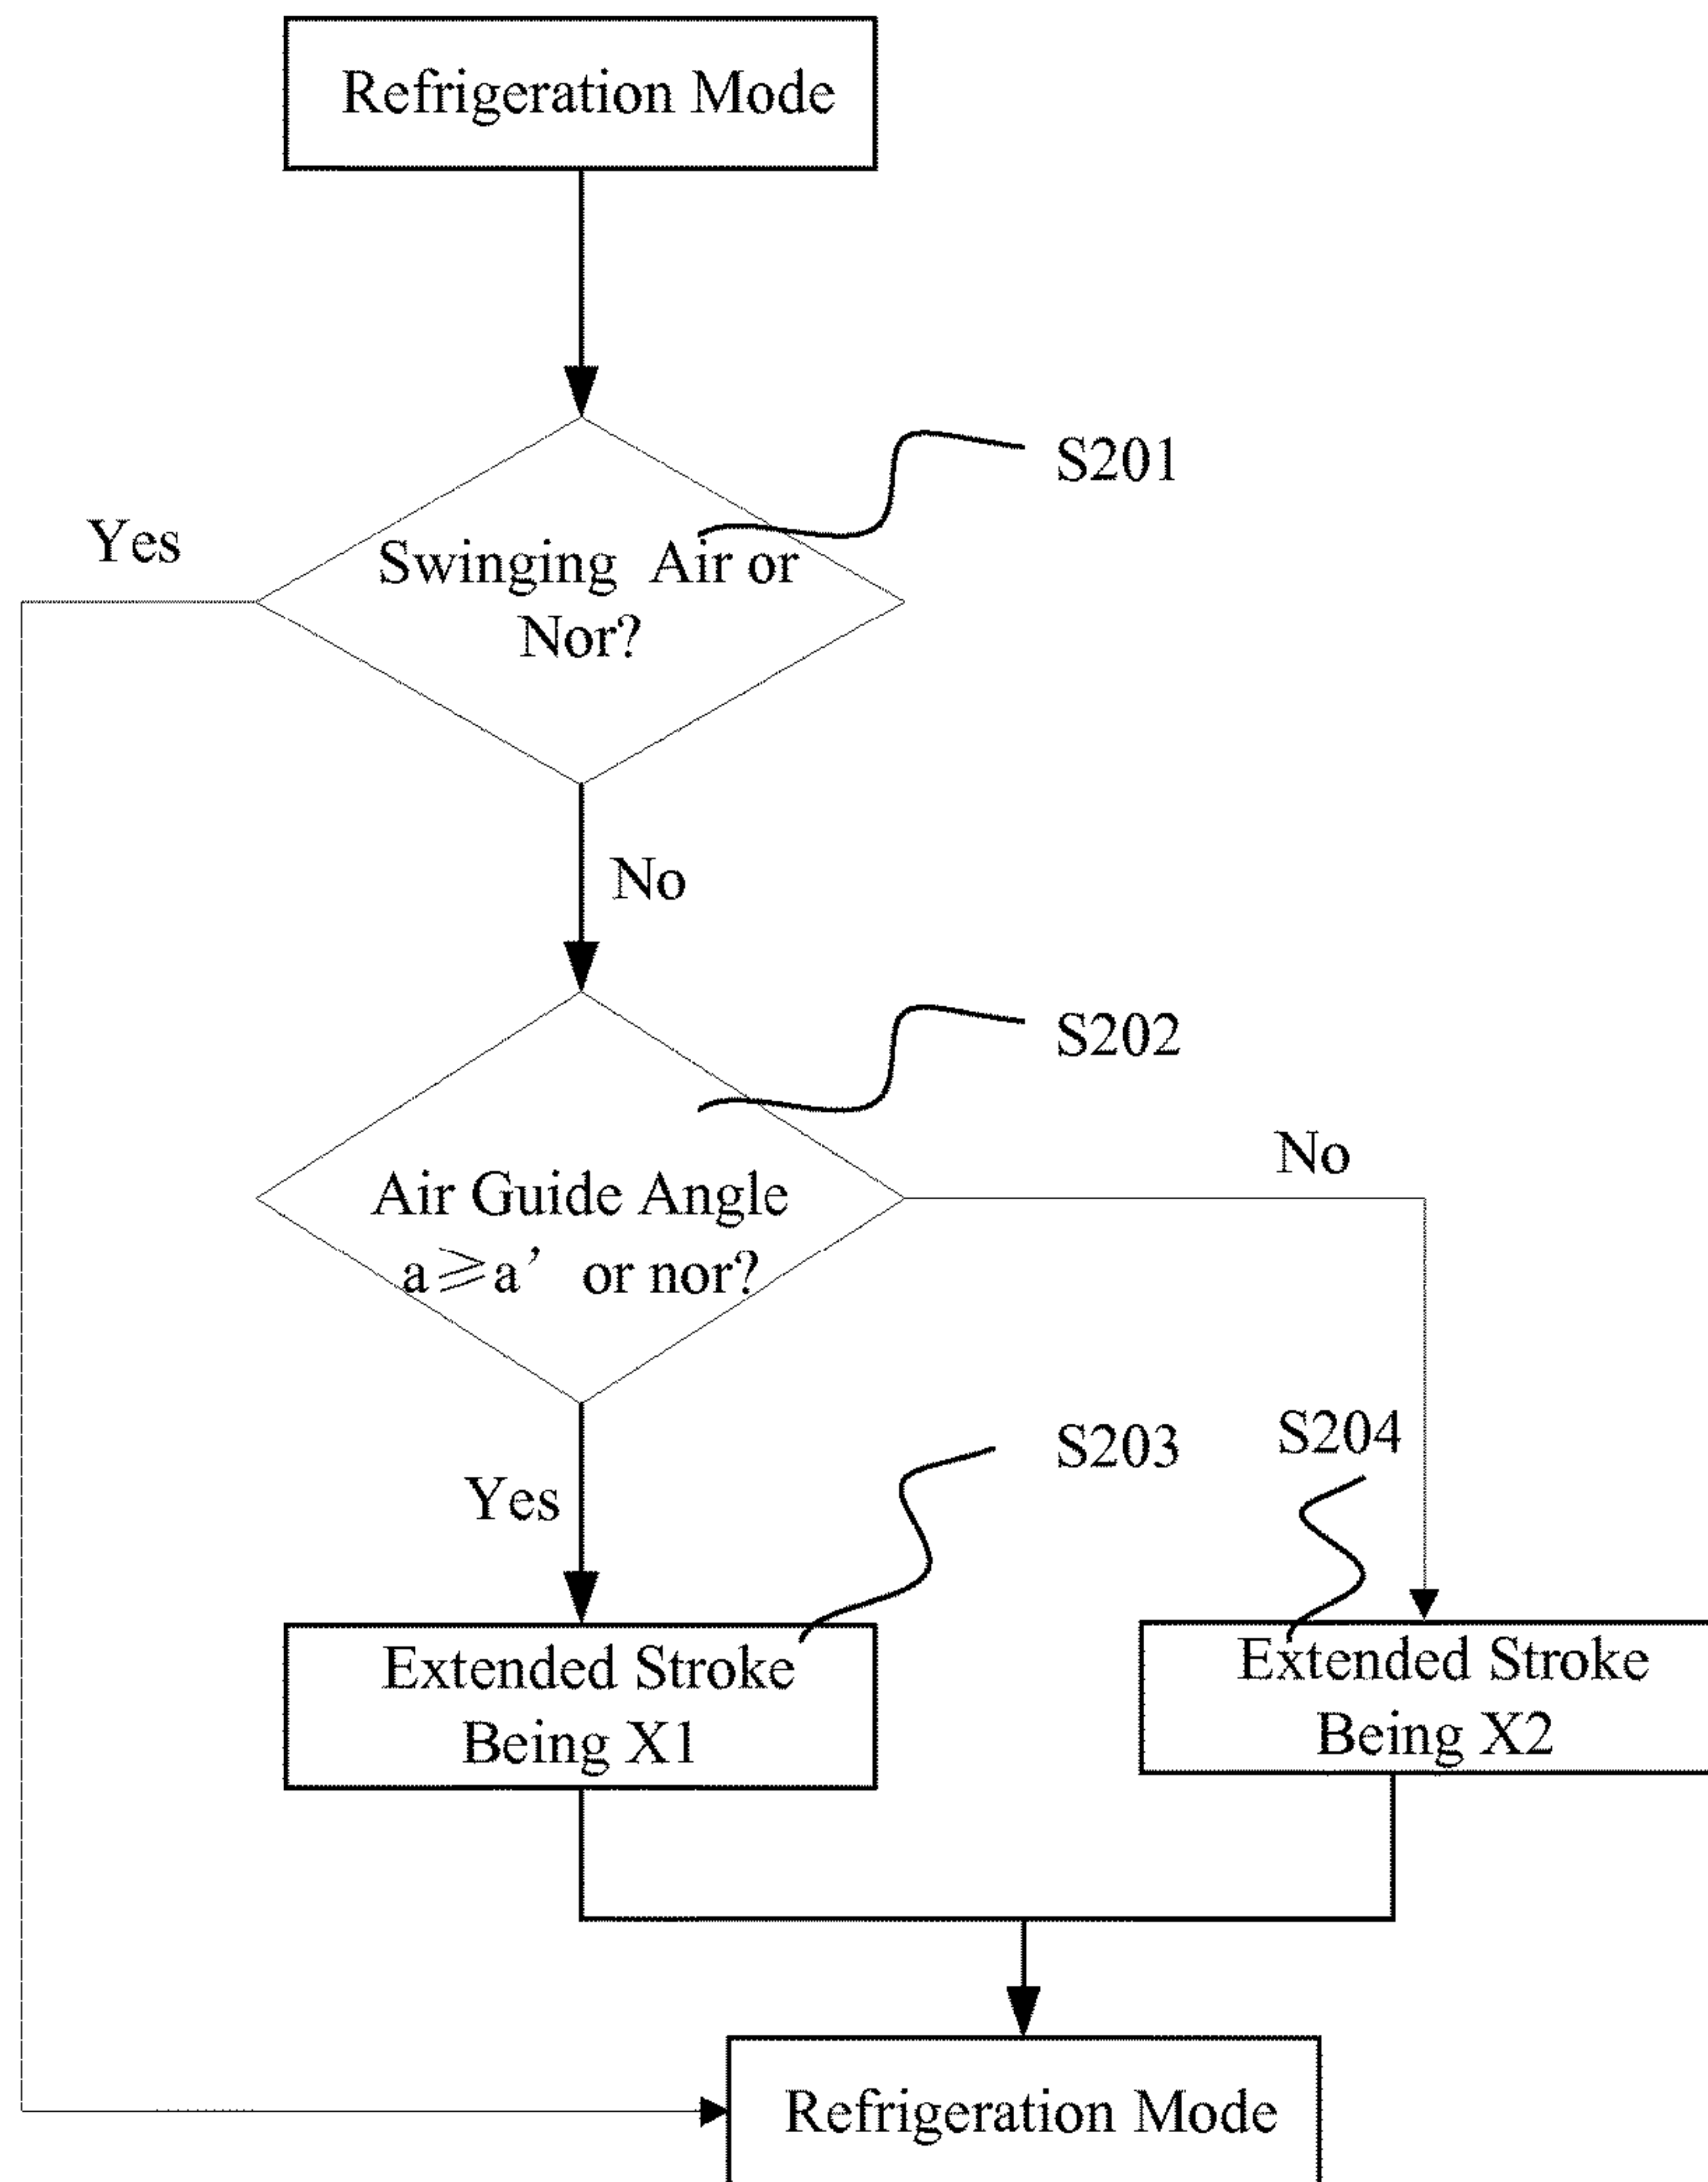 Refrigeration Mode
S201
Yes
Swinging Air or
Nor?
No
S202
No
Air Guide Angle
a⩾a’ or nor?
S203
S204
Yes
Extended Stroke
Being X1
Extended Stroke
Being X2
Refrigeration Mode